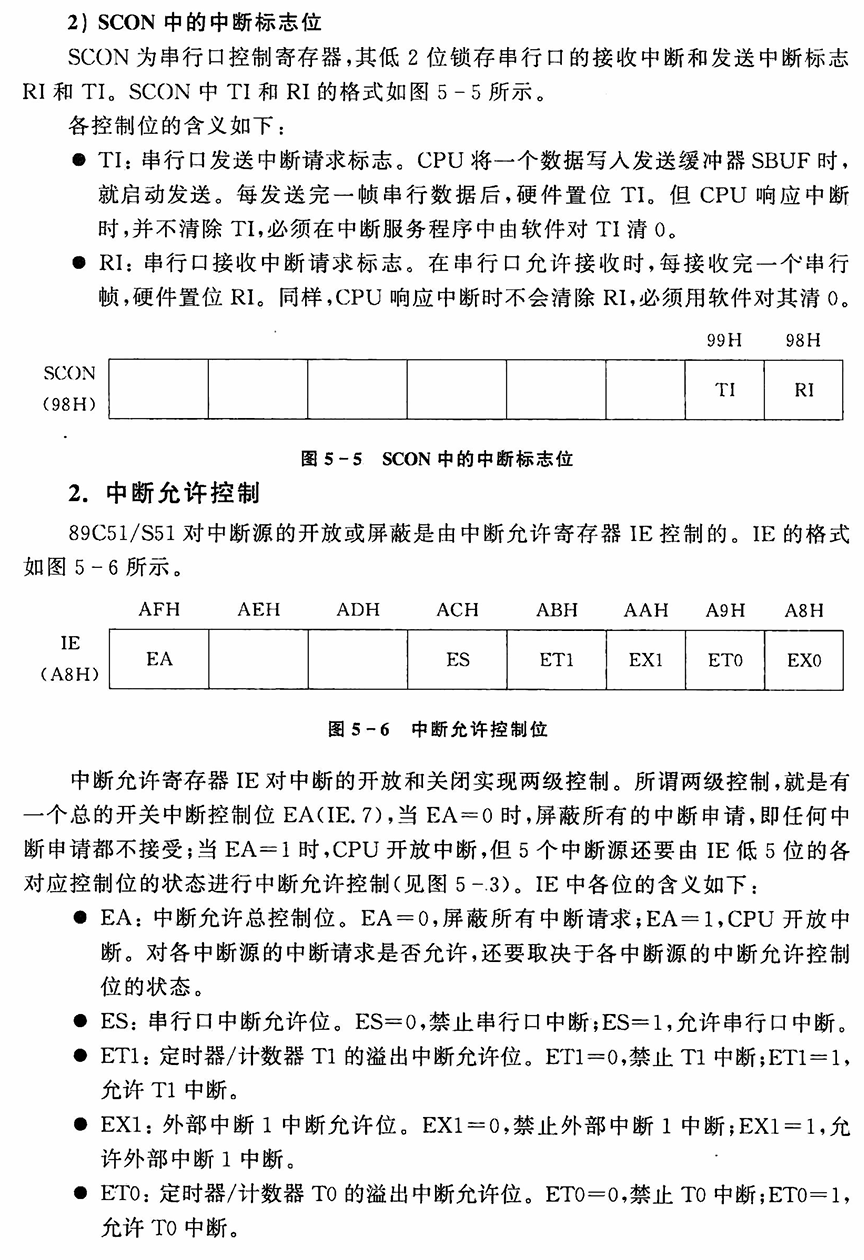 2) SCON 中的中断标志位
SCON 为串行口控制寄存器,其低 2 位锁存串行口的接收中断和发送中断标志
RI 和 TI。SCON 中 TI 和 RI 的格式如图 5-5 所示。
各控制位的含义如下:
● TI: 串行口发送中断请求标志。CPU 将一个数据写入发送缓冲器 SBUF 时,
就启动发送。每发送完一帧串行数据后,硬件置位 TI。但 CPU 响应中断
时,并不清除 TI,必须在中断服务程序中由软件对 TI 清 0。
● RI: 串行口接收中断请求标志。在串行口允许接收时,每接收完一个串行
帧,硬件置位 RI。同样,CPU 响应中断时不会清除 RI,必须用软件对其清 0。
99H 98H
SCON
(98H)
TI RI
图 5-5 SCON 中的中断标志位
2. 中断允许控制
89C51/S51 对中断源的开放或屏蔽是由中断允许寄存器 IE 控制的。IE 的格式
如图 5-6 所示。
AFH AEH ADH ACH ABH AAH A9H A8H
IE
(A8H)
EA ES ET1 EX1 ET0 EX0
图 5-6 中断允许控制位
中断允许寄存器 IE 对中断的开放和关闭实现两级控制。所谓两级控制,就是有
一个总的开关中断控制位 EA(IE.7),当 EA=0 时,屏蔽所有的中断申请,即任何中
断申请都不接受;当 EA=1 时,CPU 开放中断,但 5 个中断源还要由 IE 低 5 位的各
对应控制位的状态进行中断允许控制(见图 5-3)。IE 中各位的含义如下:
● EA: 中断允许总控制位。EA=0,屏蔽所有中断请求;EA=1,CPU 开放中
断。对各中断源的中断请求是否允许,还要取决于各中断源的中断允许控制
位的状态。
● ES: 串行口中断允许位。ES=0,禁止串行口中断;ES=1,允许串行口中断。
● ET1: 定时器/计数器 T1 的溢出中断允许位。ET1=0,禁止 T1 中断;ET1=1,
允许 T1 中断。
● EX1: 外部中断 1 中断允许位。EX1=0,禁止外部中断 1 中断;EX1=1,允
许外部中断 1 中断。
● ET0: 定时器/计数器 T0 的溢出中断允许位。ET0=0,禁止 T0 中断;ET0=1,
允许 T0 中断。